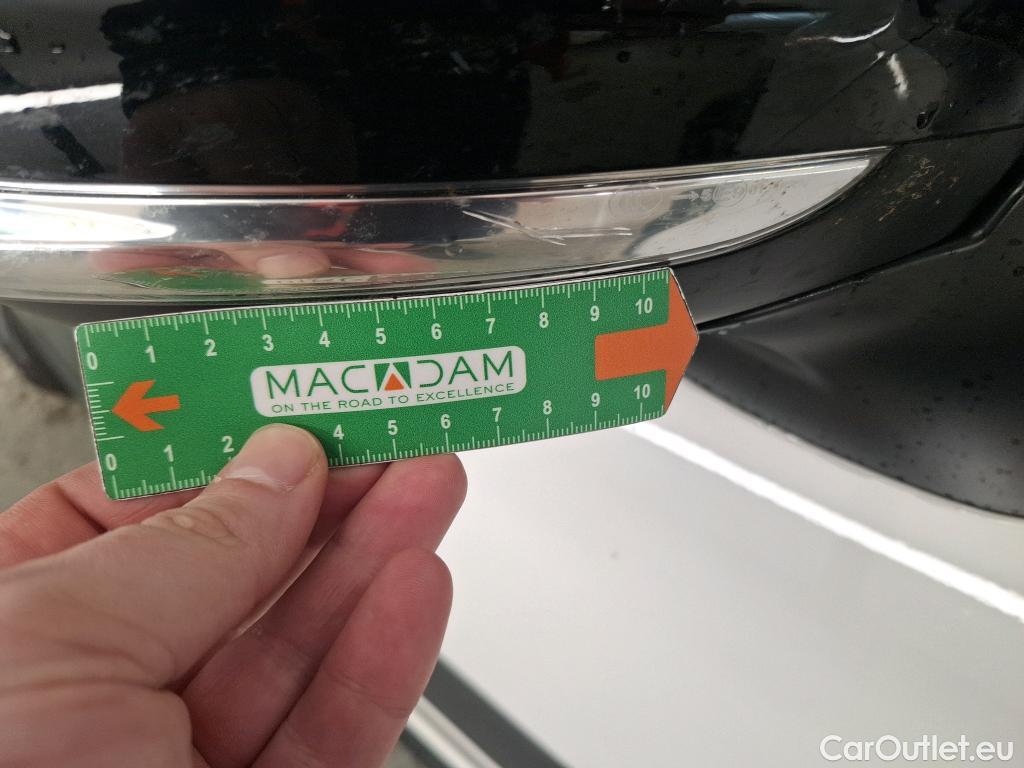 0 1 2 3 4 5 6 7 8 9 10
MACADAM
ON THE ROAD TO EXCELLENCE
0 1 2 4 5 6 7 8 9 10
CarOutlet.eu